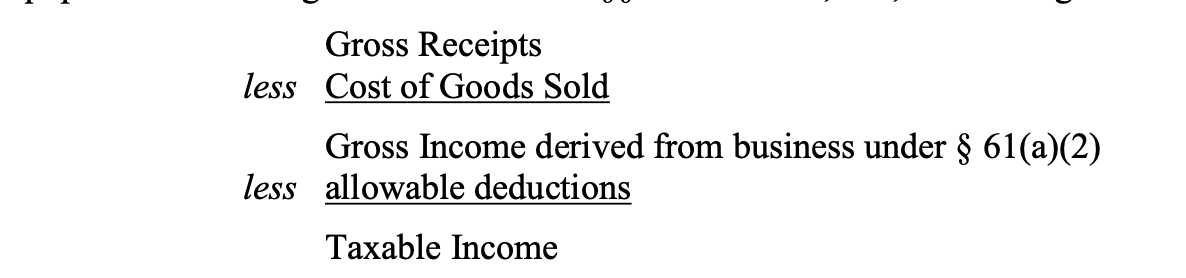 Gross Receipts
less Cost of Goods Sold
Gross Income derived from business under § 61(a)(2)
less allowable deductions
Taxable Income